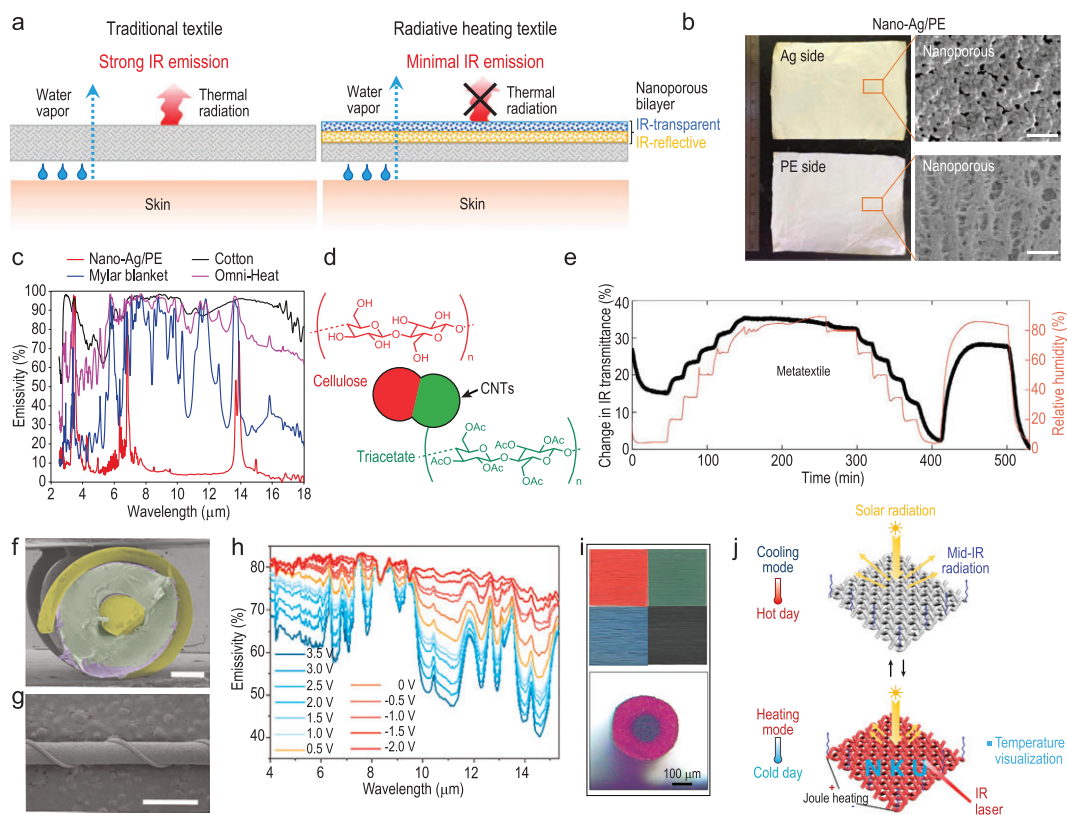 a
Traditional textile
Strong IR emission
Water
vapor
Thermal
radiation
Skin
Radiative heating textile
Minimal IR emission
Water
vapor
Thermal
radiation
Nanoporous
bilayer
IR-transparent
IR-reflective
Skin
b
Nano-Ag/PE
Ag side
Nanoporous
PE side
Nanoporous
c
Nano-Ag/PE
Cotton
Mylar blanket
Omni-Heat
Emissivity (%)
100
90
80
70
60
50
40
30
20
10
0
2 4 6 8 10 12 14 16 18
Wavelength (μm)
d
OH
OH
OH
O
O
HO
O
O
OH
HO
OH
n
Cellulose
CNTs
Triacetate
OAc
OAc
AcO
O
O
AcO
O
O
AcO
OAc
OAc
n
e
Change in IR transmittance (%)
40
30
20
10
0
Metatextile
80
60
40
20
0
Relative humidity (%)
0 100 200 300 400 500
Time (min)
f
g
h
Emissivity (%)
80
70
60
50
40
3.5 V
3.0 V
2.5 V
2.0 V
1.5 V
1.0 V
0.5 V
0 V
-0.5 V
-1.0 V
-1.5 V
-2.0 V
4 6 8 10 12 14
Wavelength (μm)
i
100 μm
j
Solar radiation
Cooling
mode
Hot day
Mid-IR
radiation
Heating
mode
Cold day
N K U
Temperature
visualization
+
Joule heating
-
IR
laser